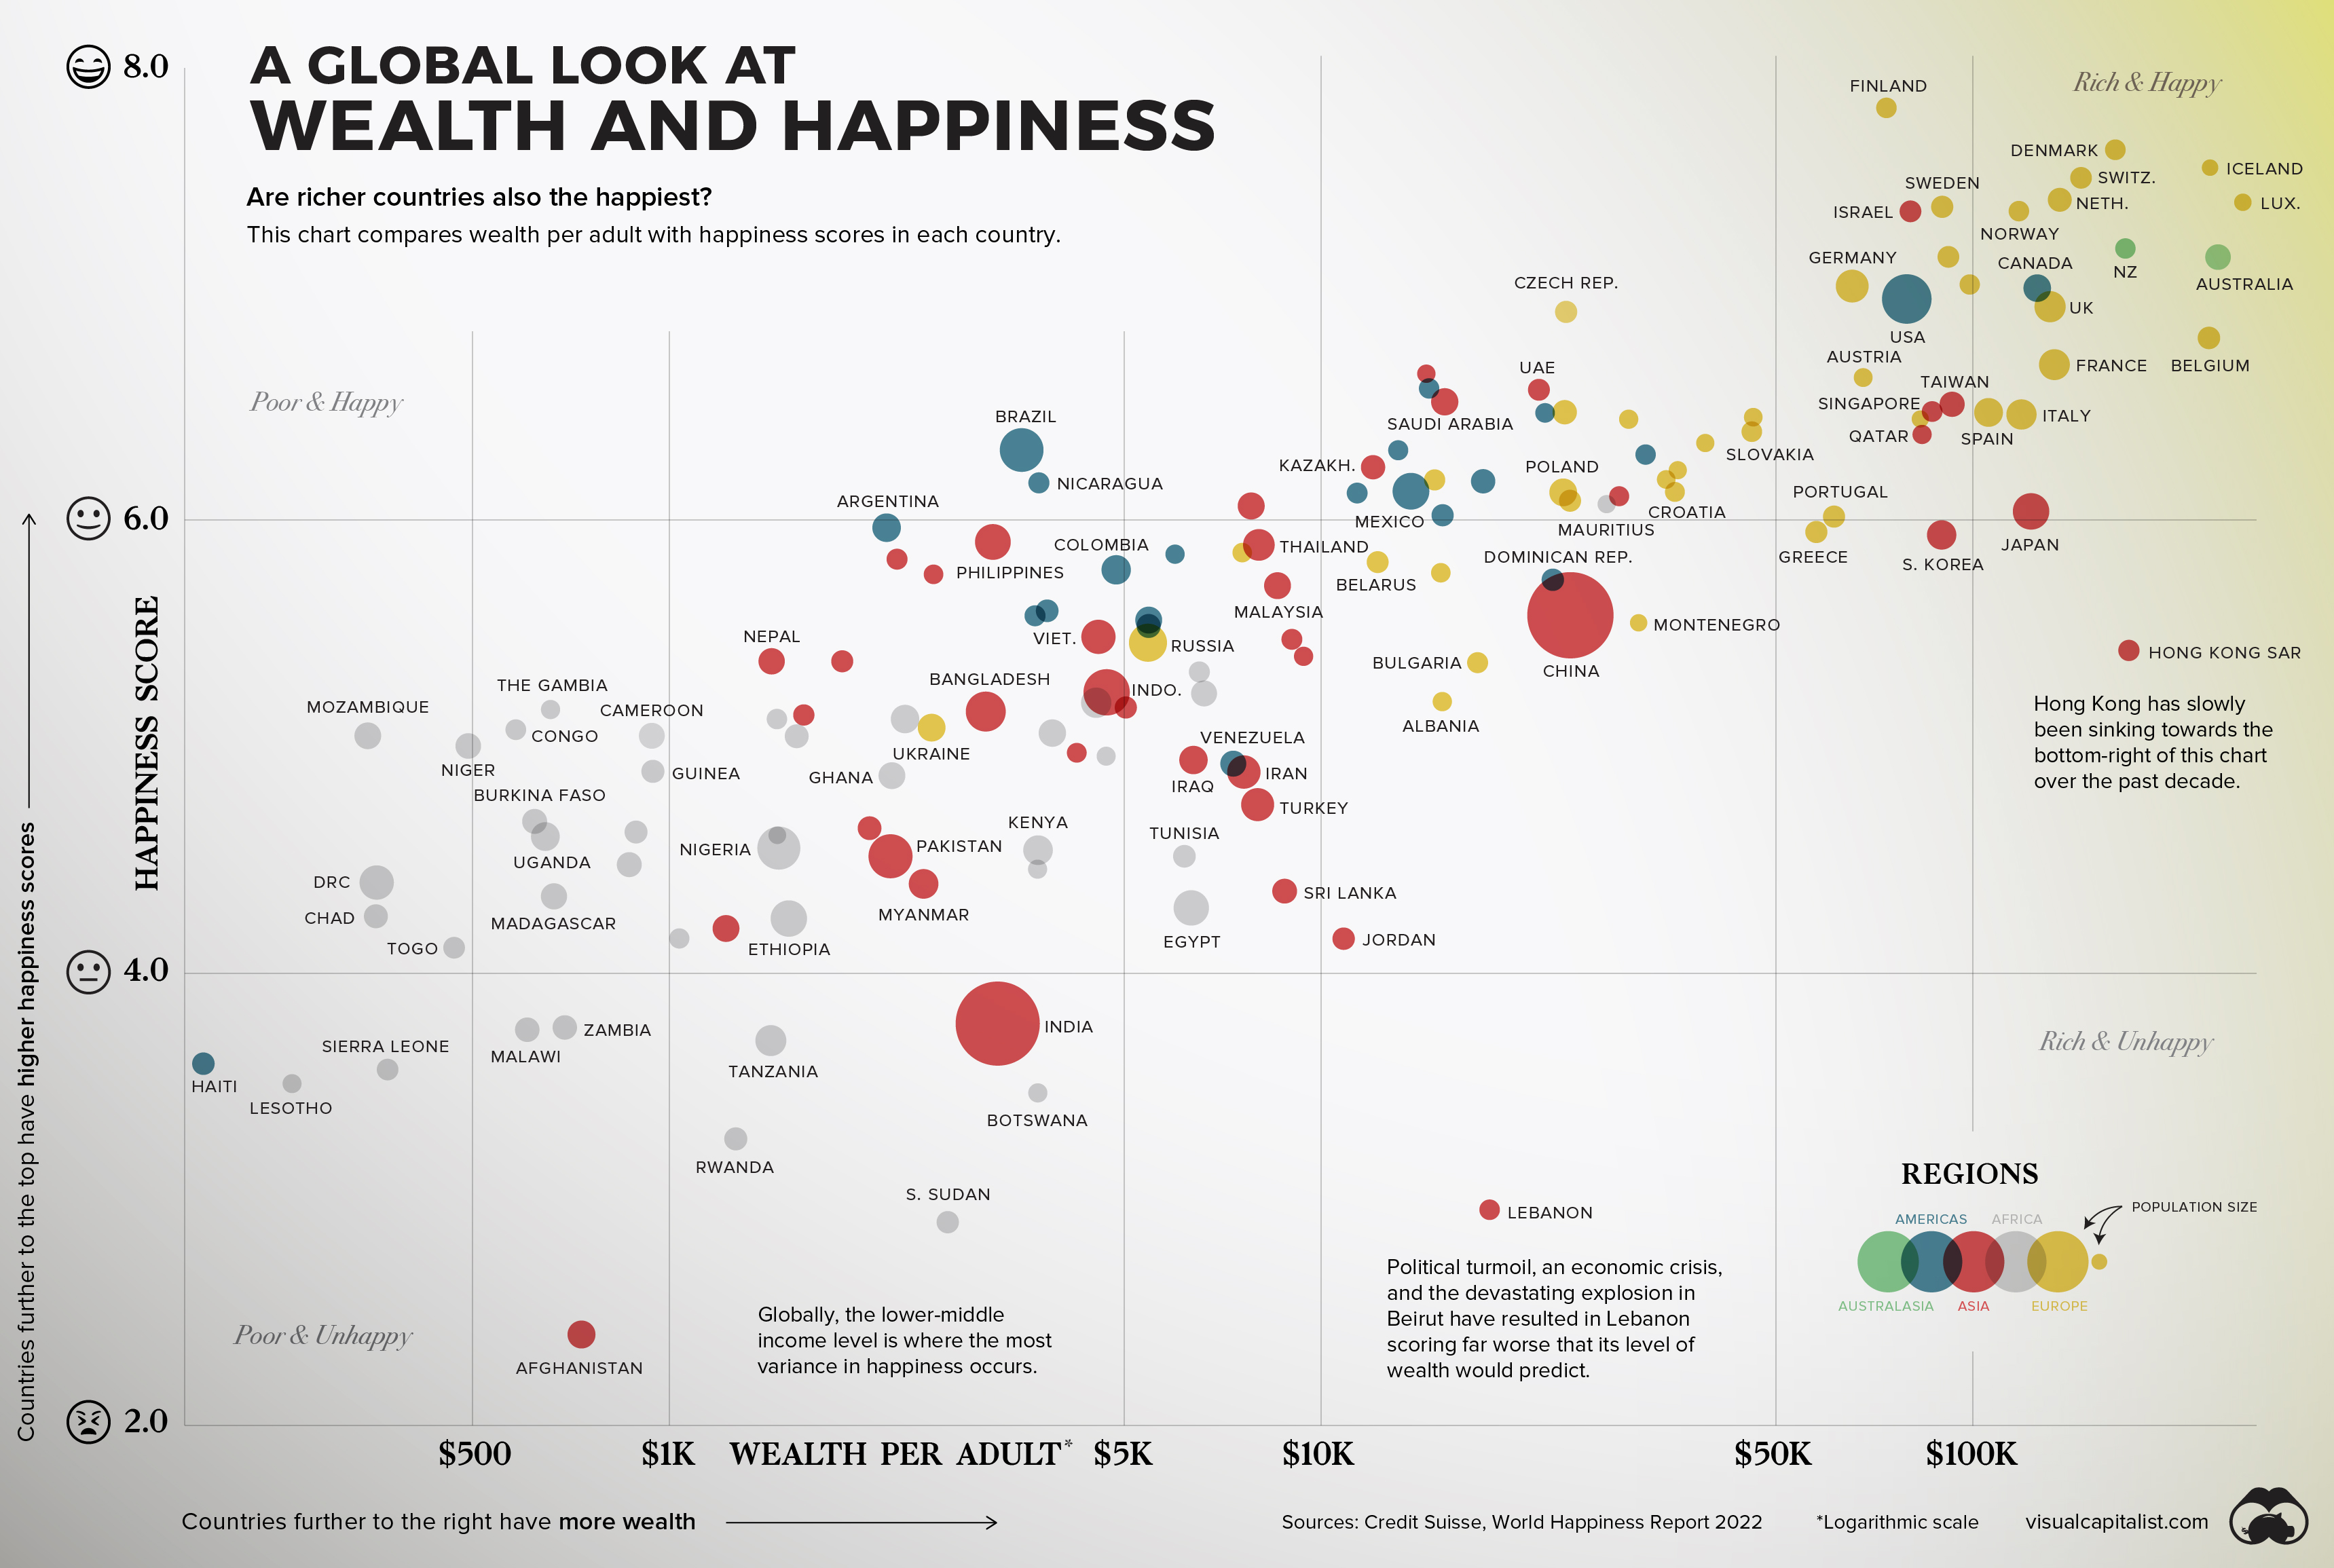 A GLOBAL LOOK AT
WEALTH AND HAPPINESS
Are richer countries also the happiest?
This chart compares wealth per adult with happiness scores in each country.
8.0
6.0
4.0
2.0
HAPPINESS SCORE
Countries further to the top have higher happiness scores
Poor & Happy
Rich & Happy
FINLAND
DENMARK
ICELAND
SWITZ.
SWEDEN
NETH.
LUX.
ISRAEL
NORWAY
GERMANY
CANADA
NZ
AUSTRALIA
CZECH REP.
UK
USA
AUSTRIA
FRANCE
BELGIUM
UAE
TAIWAN
SINGAPORE
BRAZIL
SAUDI ARABIA
ITALY
QATAR
SPAIN
SLOVAKIA
KAZAKH.
POLAND
NICARAGUA
PORTUGAL
ARGENTINA
CROATIA
MEXICO
MAURITIUS
COLOMBIA
THAILAND
JAPAN
DOMINICAN REP.
GREECE
S. KOREA
PHILIPPINES
BELARUS
MALAYSIA
MONTENEGRO
NEPAL
VIET.
RUSSIA
HONG KONG SAR
BULGARIA
CHINA
BANGLADESH
THE GAMBIA
INDO.
MOZAMBIQUE
CAMEROON
Hong Kong has slowly
been sinking towards the
bottom-right of this chart
over the past decade.
ALBANIA
CONGO
VENEZUELA
UKRAINE
NIGER
GUINEA
GHANA
IRAN
IRAQ
BURKINA FASO
TURKEY
KENYA
TUNISIA
PAKISTAN
NIGERIA
UGANDA
DRC
SRI LANKA
MYANMAR
CHAD
MADAGASCAR
EGYPT
JORDAN
TOGO
ETHIOPIA
INDIA
ZAMBIA
Rich & Unhappy
SIERRA LEONE
MALAWI
TANZANIA
HAITI
LESOTHO
BOTSWANA
RWANDA
S. SUDAN
LEBANON
Political turmoil, an economic crisis,
and the devastating explosion in
Beirut have resulted in Lebanon
scoring far worse that its level of
wealth would predict.
REGIONS
POPULATION SIZE
AMERICAS
AFRICA
AUSTRALASIA
ASIA
EUROPE
Globally, the lower-middle
income level is where the most
variance in happiness occurs.
Poor & Unhappy
AFGHANISTAN
$500
$1K
WEALTH PER ADULT*
$5K
$10K
$50K
$100K
Countries further to the right have more wealth
Sources: Credit Suisse, World Happiness Report 2022
*Logarithmic scale
visualcapitalist.com